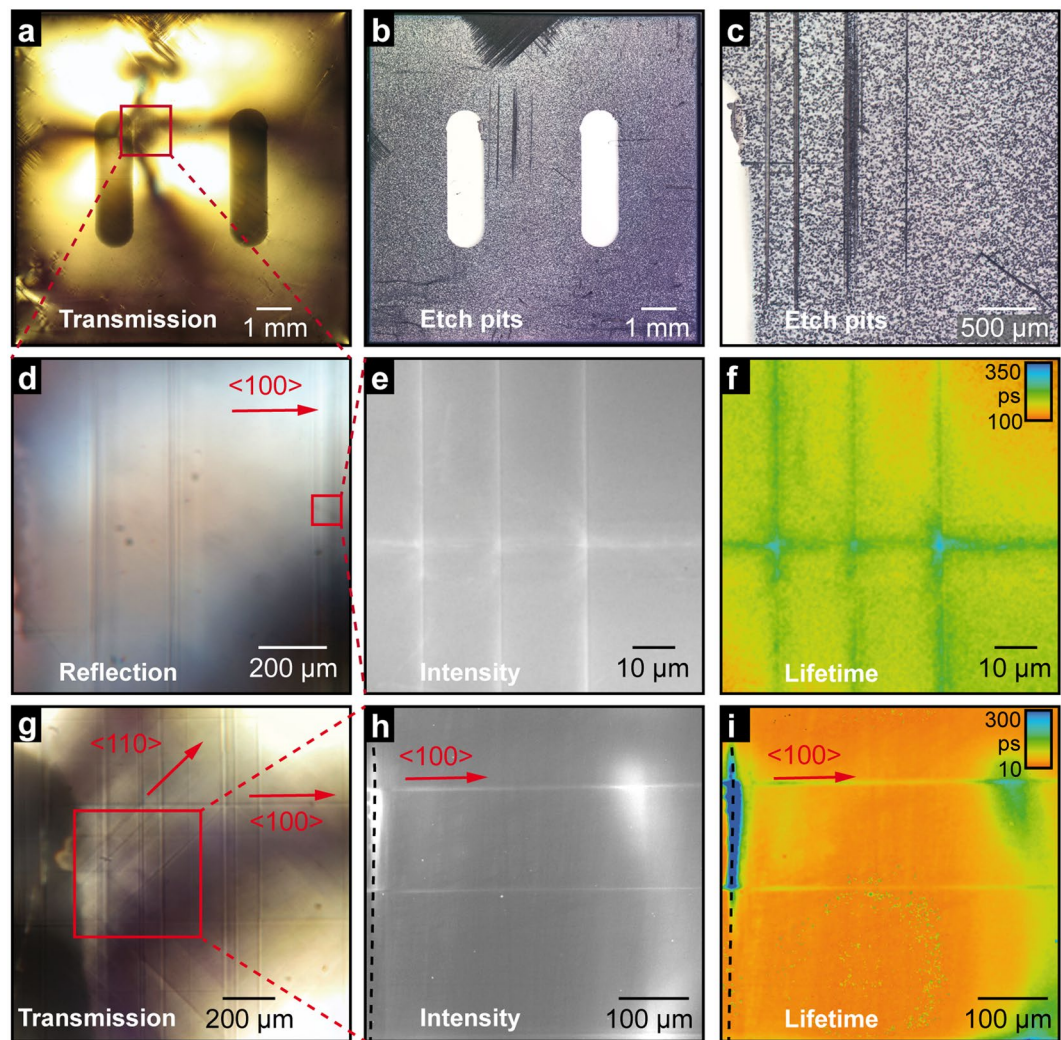 a
Transmission
1 mm
b
Etch pits
1 mm
c
Etch pits
500 µm
d
<100>
Reflection
200 µm
e
Intensity
10 µm
f
350
ps
100
Lifetime
10 µm
g
<110>
<100>
Transmission
200 µm
h
<100>
Intensity
100 µm
i
<100>
300
ps
10
Lifetime
100 µm